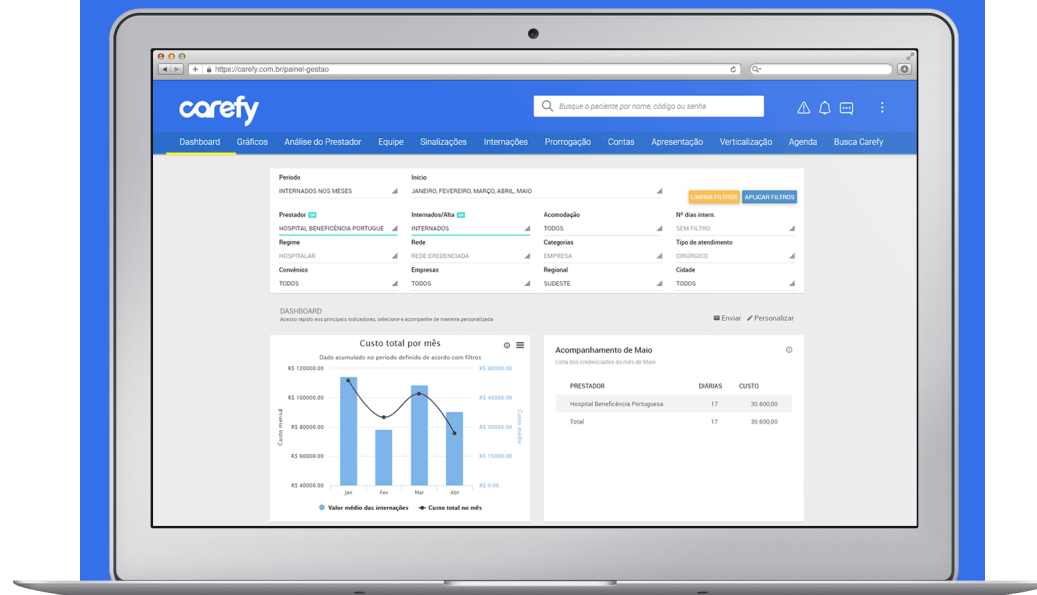 https://carefy.com.br/painel-gestao
carefy
Busque o paciente por nome, código ou senha
Dashboard Gráficos Análise do Prestador Equipe Sinalizações Internações Prorrogação Contas Apresentação Verticalização Agenda Busca Carefy
Período Início
INTERNADOS NOS MESES JANEIRO, FEVEREIRO, MARÇO, ABRIL, MAIO
LIMPAR FILTROS APLICAR FILTROS
Prestador ON Internados/Alta ON Acomodação Nº dias intern.
HOSPITAL BENEFICÊNCIA PORTUGUE INTERNADOS TODOS SEM FILTRO
Regime Rede Categorias Tipo de atendimento
HOSPITALAR REDE CREDENCIADA EMPRESA CIRÚRGICO
Convênios Empresas Regional Cidade
TODOS TODOS SUDESTE TODOS
DASHBOARD
Acesso rápido aos principais indicadores, selecione e acompanhe de maneira personalizada
Enviar Personalizar
Custo total por mês
Dado acumulado no período definido de acordo com filtros
R$ 120000.00 R$ 60000.00
R$ 100000.00 R$ 45000.00
R$ 80000.00 R$ 30000.00
R$ 60000.00 R$ 15000.00
R$ 40000.00 R$ 0.00
Custo mensal
Custo médio
Jan Fev Mar Abr
Valor médio das internações Custo total no mês
Acompanhamento de Maio
Lista dos credenciados do mês de Maio
PRESTADOR DIÁRIAS CUSTO
Hospital Beneficência Portuguesa 17 30.600,00
Total 17 30.600,00